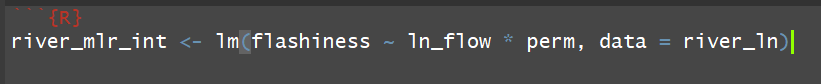 ```{R}
river_mlr_int <- lm(flashiness ~ ln_flow * perm, data = river_ln)